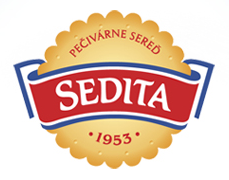 PEČIVÁRNE SEREĎ
SEDITA
• 1953 •